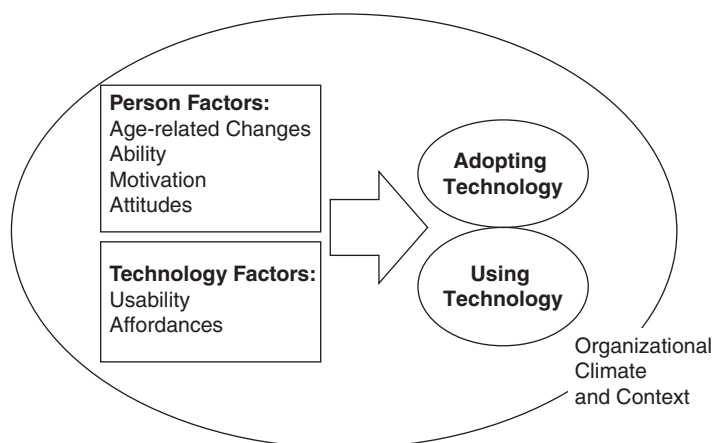 Person Factors:
Age-related Changes
Ability
Motivation
Attitudes
Technology Factors:
Usability
Affordances
Adopting
Technology
Using
Technology
Organizational
Climate
and Context